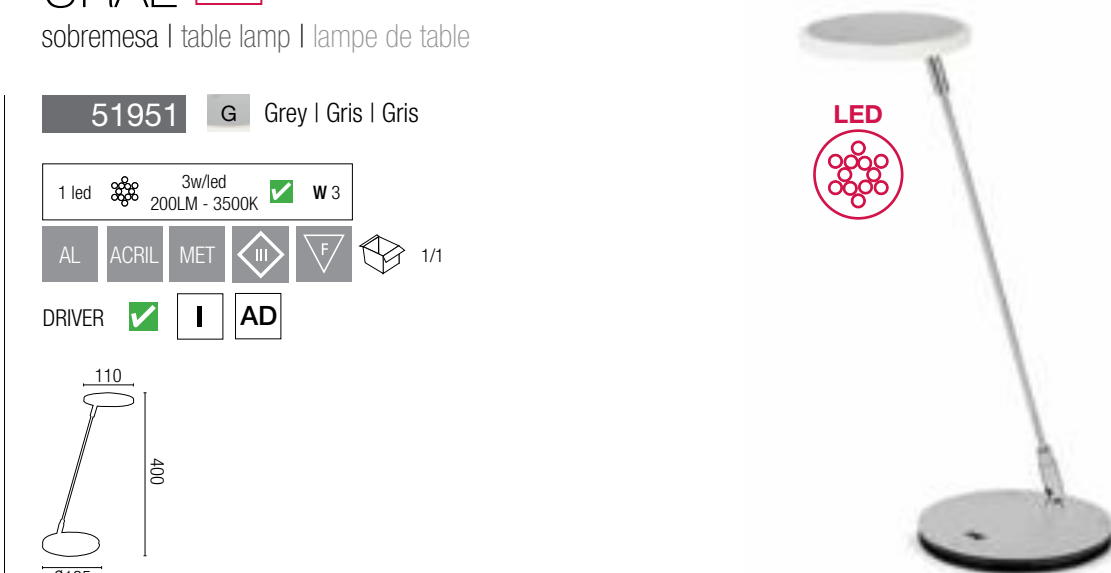 sobremesa | table lamp | lampe de table
51951 G Grey | Gris | Gris
LED
1 led 3w/led 200LM - 3500K W 3
AL ACRIL MET III F 1/1
DRIVER I AD
110
400